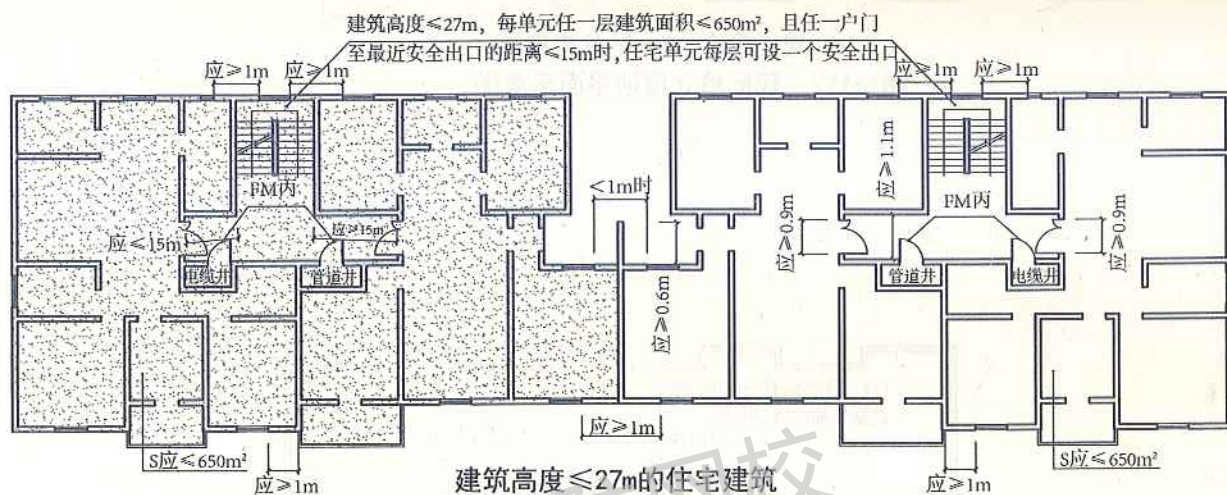 建筑高度≤27m，每单元任一层建筑面积≤650m²，且任一户门
至最近安全出口的距离≤15m时，住宅单元每层可设一个安全出口
应≥1m
应≥1m
应≥1m
应≥1m
应≥1.1m
FM丙
<1m时
应≥0.9m
FM丙
应≥0.9m
应≤15m
应≥15m
电缆井
管道井
管道井
电缆井
应≥0.6m
应≥1m
S应≤650m²
应≥1m
建筑高度≤27m的住宅建筑
应≥1m
S应≤650m²
网校